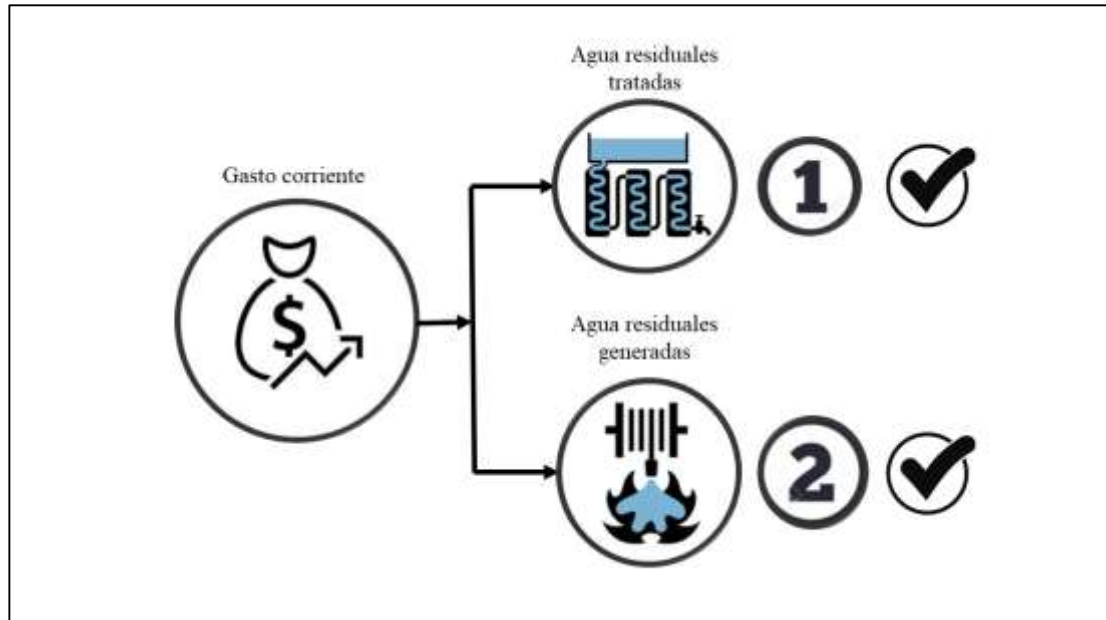 Gasto corriente
$
Agua residuales
tratadas
1
Agua residuales
generadas
2